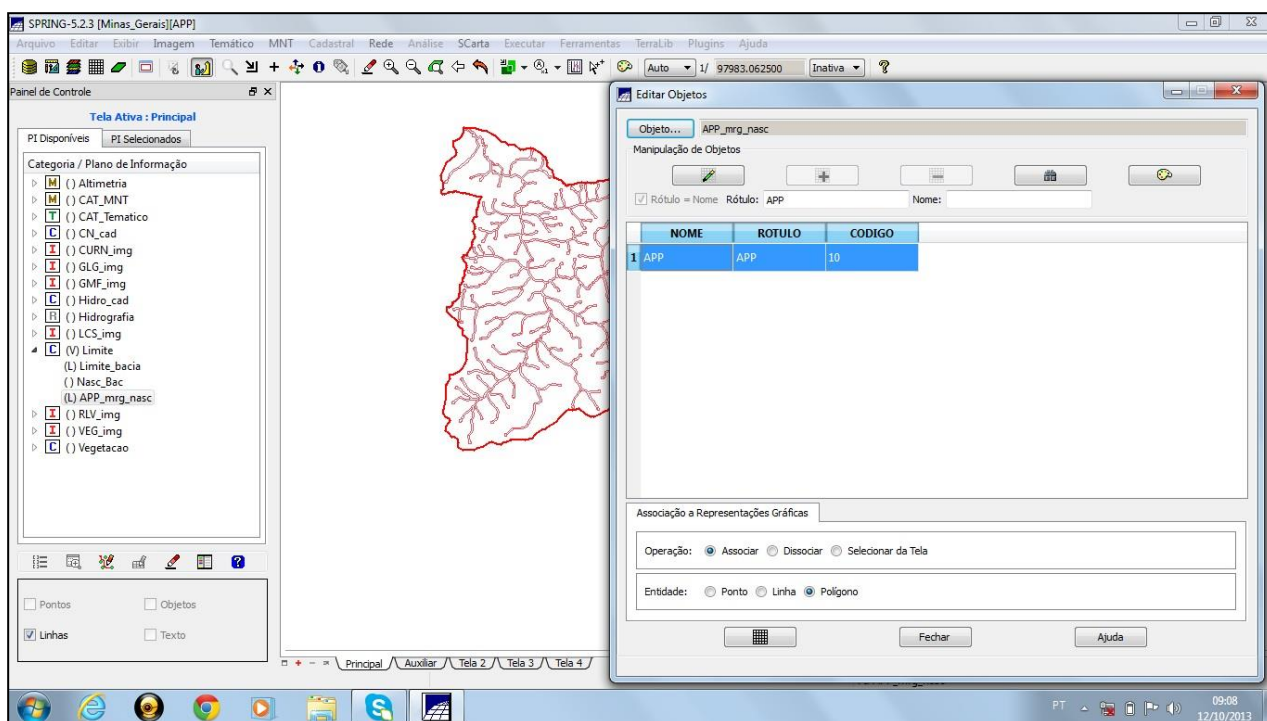 SPRING-5.2.3 [Minas_Gerais][APP]
Arquivo Editar Exibir Imagem Temático MNT Cadastral Rede Análise SCarta Executar Ferramentas TerraLib Plugins Ajuda
Auto 1/ 97983.062500 Inativa
Painel de Controle
Tela Ativa : Principal
PI Disponíveis PI Selecionados
Categoria / Plano de Informação
M () Altimetria
M () CAT_MNT
T () CAT_Tematico
C () CN_cad
I () CURN_img
I () GLG_img
I () GMF_img
C () Hidro_cad
R () Hidrografia
I () LCS_img
C (V) Limite
(L) Limite_bacia
() Nasc_Bac
(L) APP_mrg_nasc
I () RLV_img
I () VEG_img
C () Vegetacao
Pontos Objetos
Linhas Texto
Principal Auxiliar Tela 2 Tela 3 Tela 4
Editar Objetos
Objeto... APP_mrg_nasc
Manipulação de Objetos
Rótulo = Nome Rótulo: APP Nome:
NOME ROTULO CODIGO
1 APP APP 10
Associação a Representações Gráficas
Operação: Associar Dissociar Selecionar da Tela
Entidade: Ponto Linha Polígono
Fechar Ajuda
PT 09:08
12/10/2013